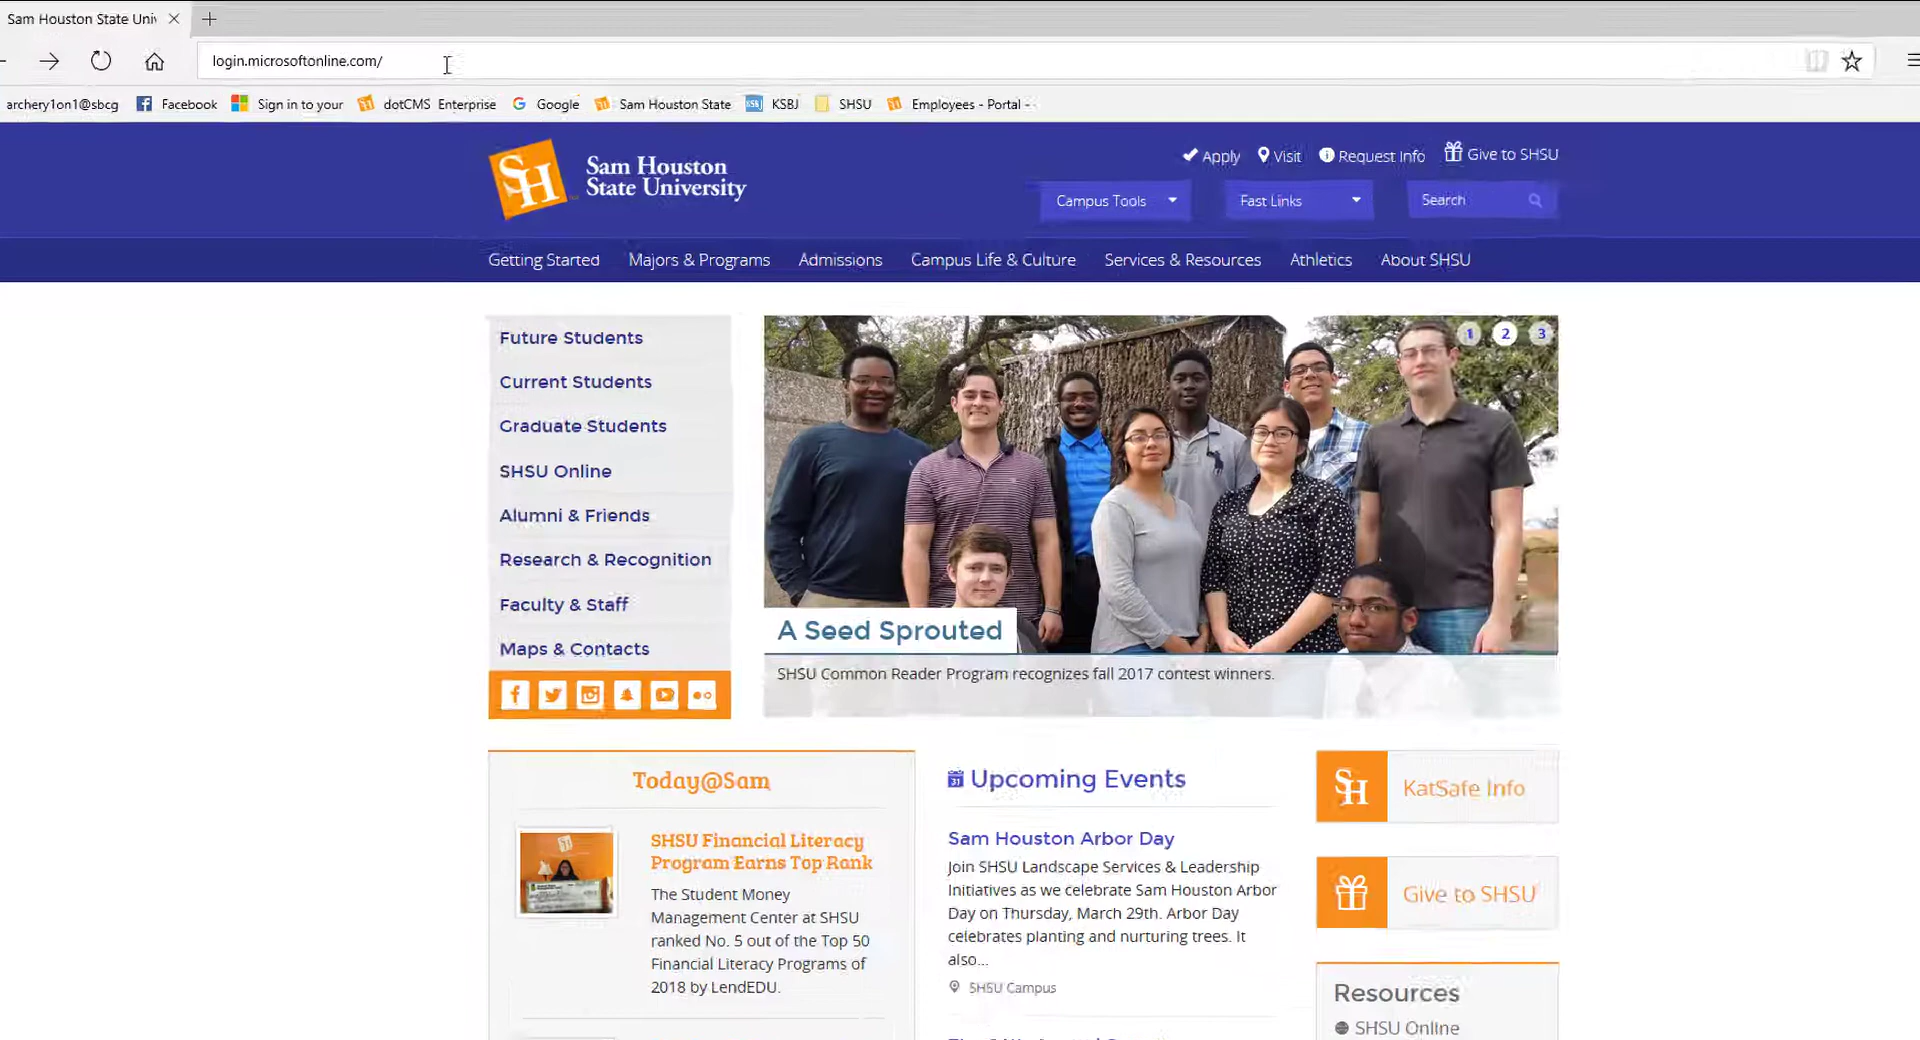 Sam Houston State Univ
login.microsoftonline.com/
archery1on1@sbcg Facebook Sign in to your dotCMS Enterprise Google Sam Houston State KSBJ SHSU Employees - Portal -
SH Sam Houston
State University
Apply Visit Request Info Give to SHSU
Campus Tools Fast Links Search
Getting Started Majors & Programs Admissions Campus Life & Culture Services & Resources Athletics About SHSU
Future Students
Current Students
Graduate Students
SHSU Online
Alumni & Friends
Research & Recognition
Faculty & Staff
Maps & Contacts
1 2 3
A Seed Sprouted
SHSU Common Reader Program recognizes fall 2017 contest winners.
Today@Sam
SHSU Financial Literacy
Program Earns Top Rank
The Student Money
Management Center at SHSU
ranked No. 5 out of the Top 50
Financial Literacy Programs of
2018 by LendEDU.
31 Upcoming Events
Sam Houston Arbor Day
Join SHSU Landscape Services & Leadership
Initiatives as we celebrate Sam Houston Arbor
Day on Thursday, March 29th. Arbor Day
celebrates planting and nurturing trees. It
also...
SHSU Campus
SH KatSafe Info
Give to SHSU
Resources
SHSU Online